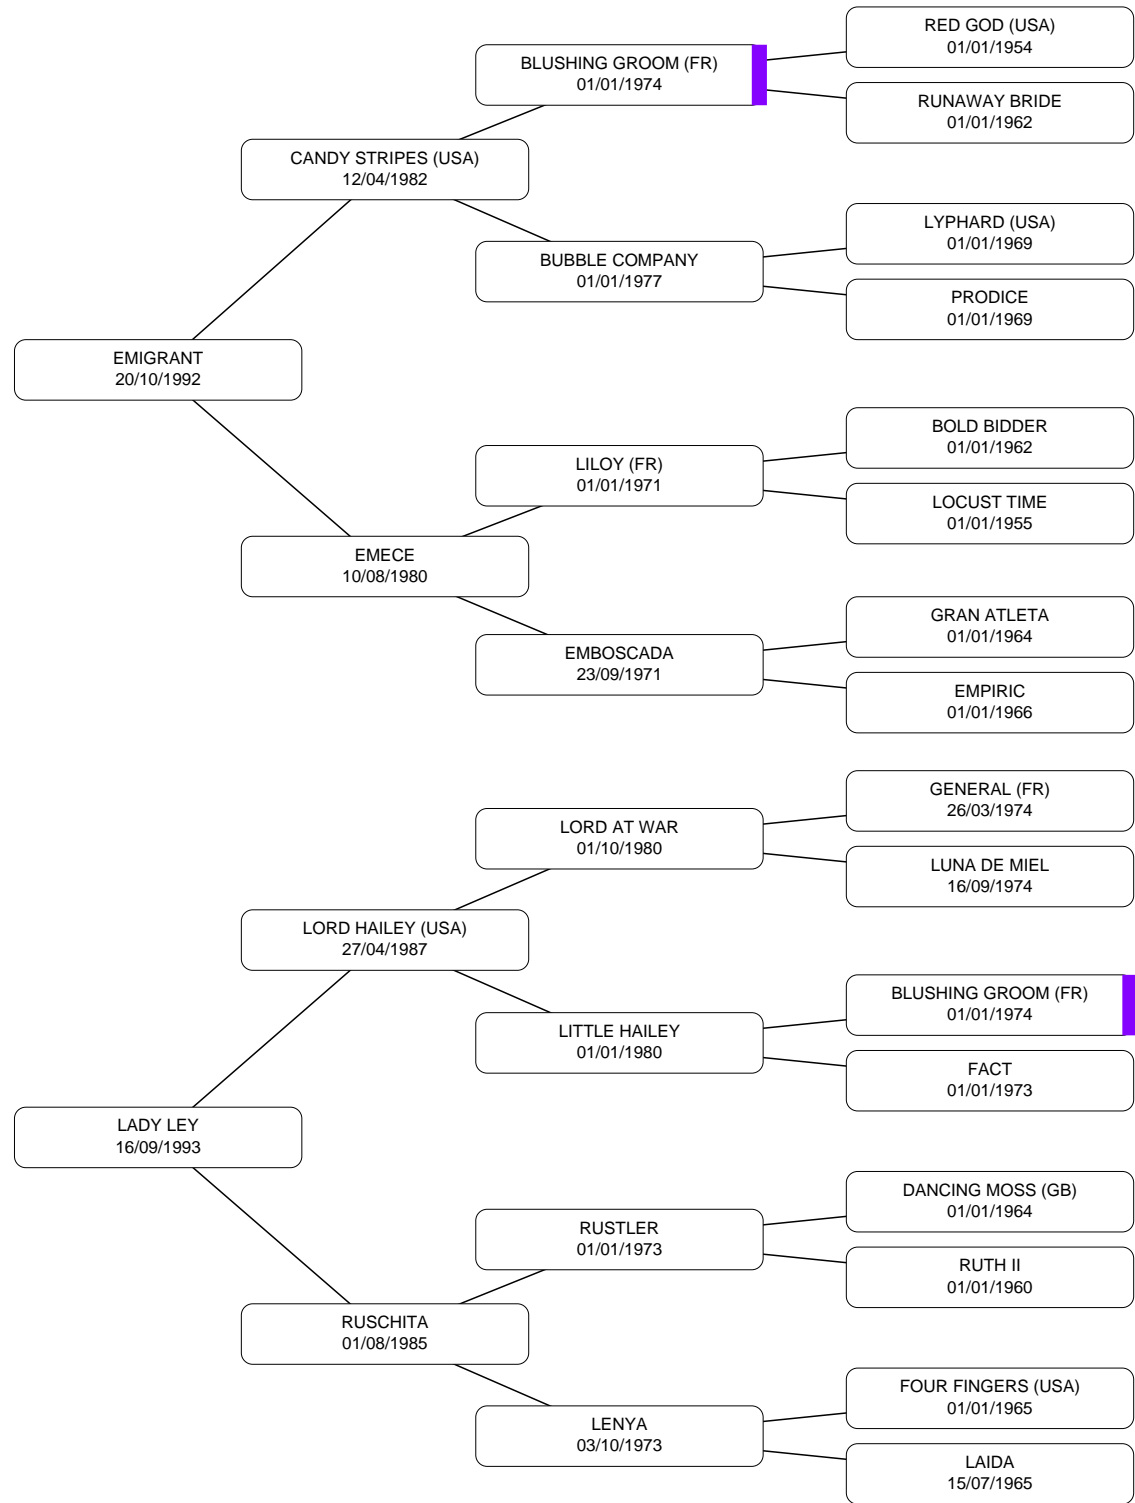 RED GOD (USA)
01/01/1954
BLUSHING GROOM (FR)
01/01/1974
RUNAWAY BRIDE
01/01/1962
CANDY STRIPES (USA)
12/04/1982
LYPHARD (USA)
01/01/1969
BUBBLE COMPANY
01/01/1977
PRODICE
01/01/1969
EMIGRANT
20/10/1992
BOLD BIDDER
01/01/1962
LILOY (FR)
01/01/1971
LOCUST TIME
01/01/1955
EMECE
10/08/1980
GRAN ATLETA
01/01/1964
EMBOSCADA
23/09/1971
EMPIRIC
01/01/1966
GENERAL (FR)
26/03/1974
LORD AT WAR
01/10/1980
LUNA DE MIEL
16/09/1974
LORD HAILEY (USA)
27/04/1987
BLUSHING GROOM (FR)
01/01/1974
LITTLE HAILEY
01/01/1980
FACT
01/01/1973
LADY LEY
16/09/1993
DANCING MOSS (GB)
01/01/1964
RUSTLER
01/01/1973
RUTH II
01/01/1960
RUSCHITA
01/08/1985
FOUR FINGERS (USA)
01/01/1965
LENYA
03/10/1973
LAIDA
15/07/1965